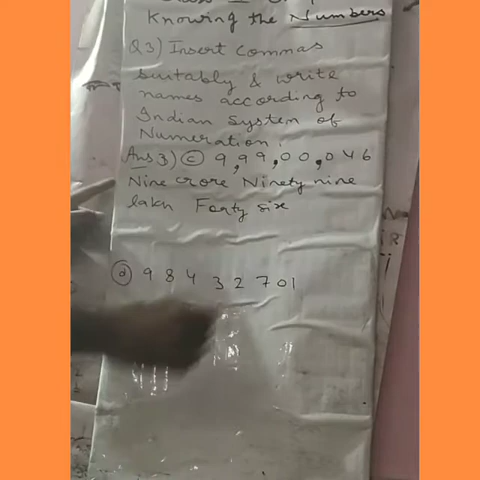 Knowing the Numbers
Q3) Insert commas
suitably & write
names according to
Indian System of
Numeration.
Ans 3) c 9,99,00,046
Nine crore Ninety nine
lakh Forty six
d 98432701